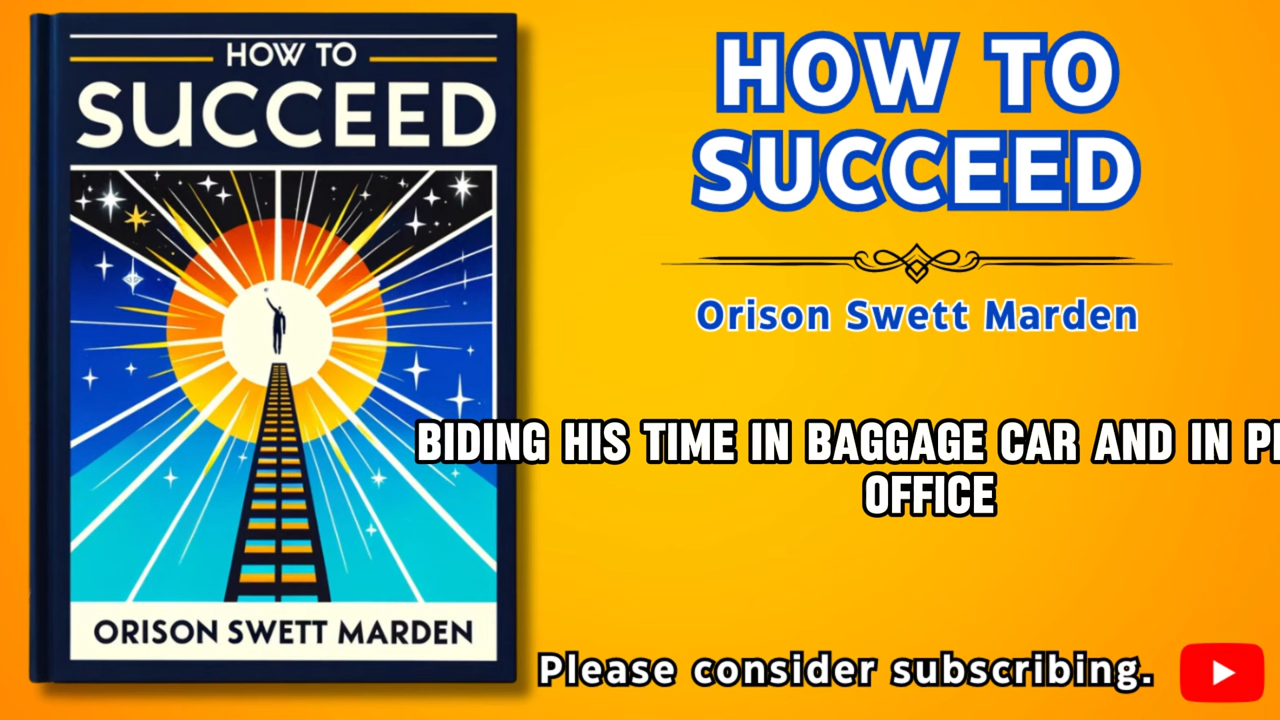 HOW TO
SUCCEED
ORISON SWETT MARDEN
HOW TO
SUCCEED
Orison Swett Marden
BIDING HIS TIME IN BAGGAGE CAR AND IN
OFFICE
Please consider subscribing.